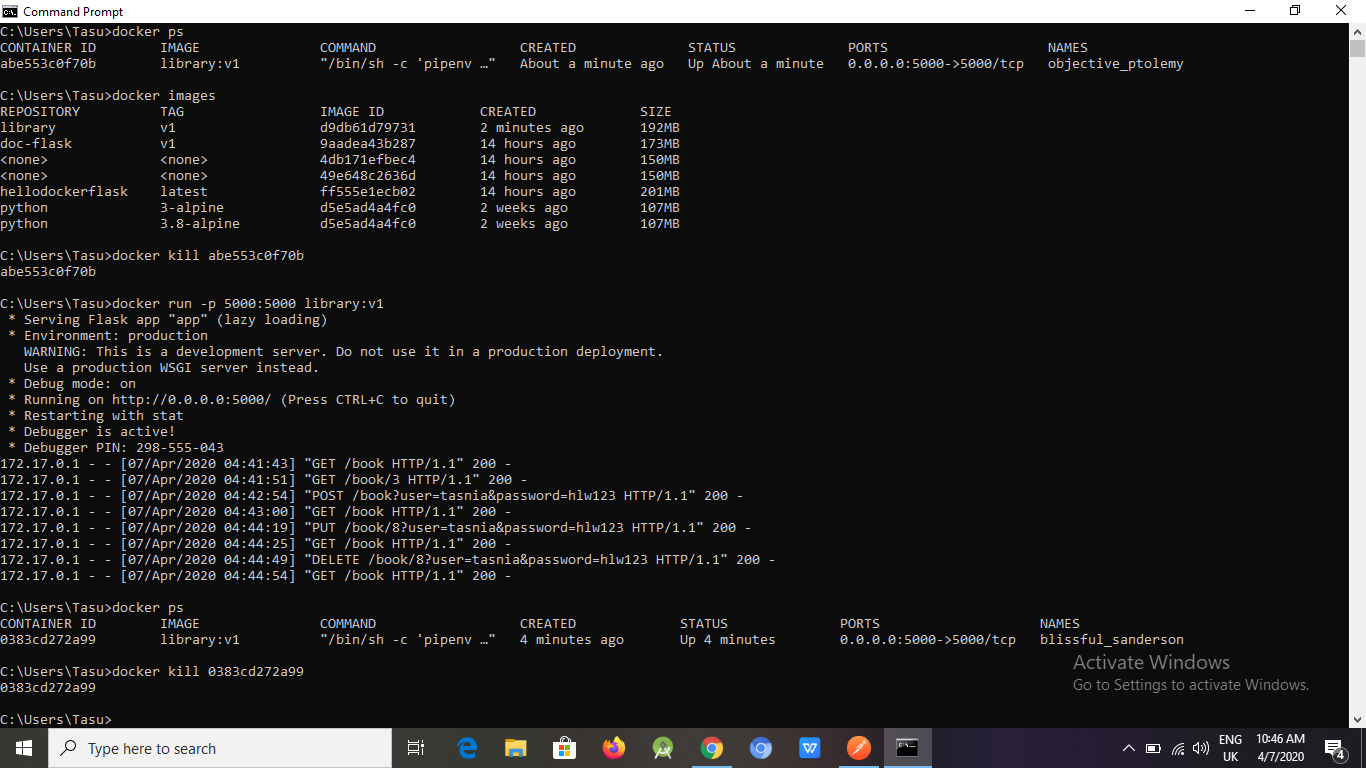 Command Prompt
C:\Users\Tasu>docker ps
CONTAINER ID IMAGE COMMAND CREATED STATUS PORTS NAMES
abe553c0f70b library:v1 "/bin/sh -c 'pipenv …" About a minute ago Up About a minute 0.0.0.0:5000->5000/tcp objective_ptolemy
C:\Users\Tasu>docker images
REPOSITORY TAG IMAGE ID CREATED SIZE
library v1 d9db61d79731 2 minutes ago 192MB
doc-flask v1 9aadea43b287 14 hours ago 173MB
<none> <none> 4db171efbec4 14 hours ago 150MB
<none> <none> 49e648c2636d 14 hours ago 150MB
hellodockerflask latest ff555e1ecb02 14 hours ago 201MB
python 3-alpine d5e5ad4a4fc0 2 weeks ago 107MB
python 3.8-alpine d5e5ad4a4fc0 2 weeks ago 107MB
C:\Users\Tasu>docker kill abe553c0f70b
abe553c0f70b
C:\Users\Tasu>docker run -p 5000:5000 library:v1
* Serving Flask app "app" (lazy loading)
* Environment: production
WARNING: This is a development server. Do not use it in a production deployment.
Use a production WSGI server instead.
* Debug mode: on
* Running on http://0.0.0.0:5000/ (Press CTRL+C to quit)
* Restarting with stat
* Debugger is active!
* Debugger PIN: 298-555-043
172.17.0.1 - - [07/Apr/2020 04:41:43] "GET /book HTTP/1.1" 200 -
172.17.0.1 - - [07/Apr/2020 04:41:51] "GET /book/3 HTTP/1.1" 200 -
172.17.0.1 - - [07/Apr/2020 04:42:54] "POST /book?user=tasnia&password=hlw123 HTTP/1.1" 200 -
172.17.0.1 - - [07/Apr/2020 04:43:00] "GET /book HTTP/1.1" 200 -
172.17.0.1 - - [07/Apr/2020 04:44:19] "PUT /book/8?user=tasnia&password=hlw123 HTTP/1.1" 200 -
172.17.0.1 - - [07/Apr/2020 04:44:25] "GET /book HTTP/1.1" 200 -
172.17.0.1 - - [07/Apr/2020 04:44:49] "DELETE /book/8?user=tasnia&password=hlw123 HTTP/1.1" 200 -
172.17.0.1 - - [07/Apr/2020 04:44:54] "GET /book HTTP/1.1" 200 -
C:\Users\Tasu>docker ps
CONTAINER ID IMAGE COMMAND CREATED STATUS PORTS NAMES
0383cd272a99 library:v1 "/bin/sh -c 'pipenv …" 4 minutes ago Up 4 minutes 0.0.0.0:5000->5000/tcp blissful_sanderson
C:\Users\Tasu>docker kill 0383cd272a99
0383cd272a99
C:\Users\Tasu>
Activate Windows
Go to Settings to activate Windows.
Type here to search
ENG
UK
10:46 AM
4/7/2020
4